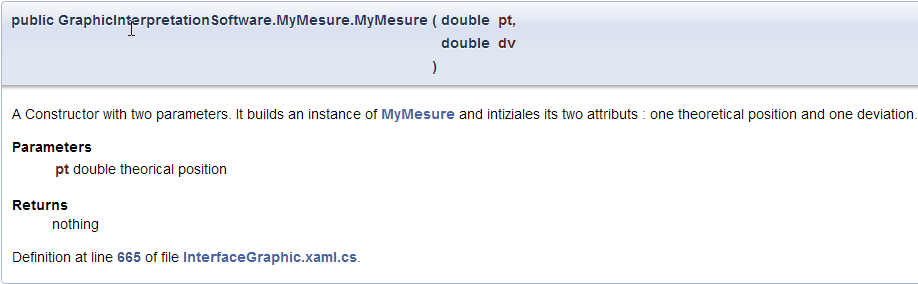 public GraphicInterpretationSoftware.MyMesure.MyMesure ( double pt,
double dv
)
A Constructor with two parameters. It builds an instance of MyMesure and intiziales its two attributs : one theoretical position and one deviation.
Parameters
pt double theorical position
Returns
nothing
Definition at line 665 of file InterfaceGraphic.xaml.cs.